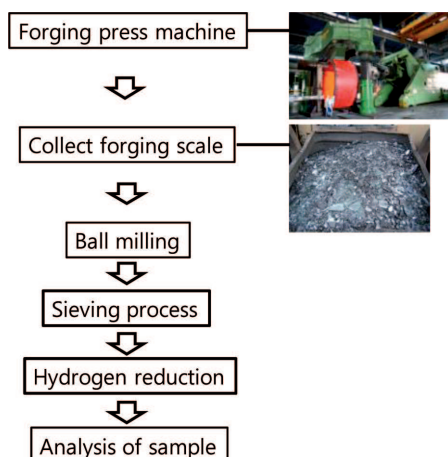 Forging press machine
Collect forging scale
Ball milling
Sieving process
Hydrogen reduction
Analysis of sample